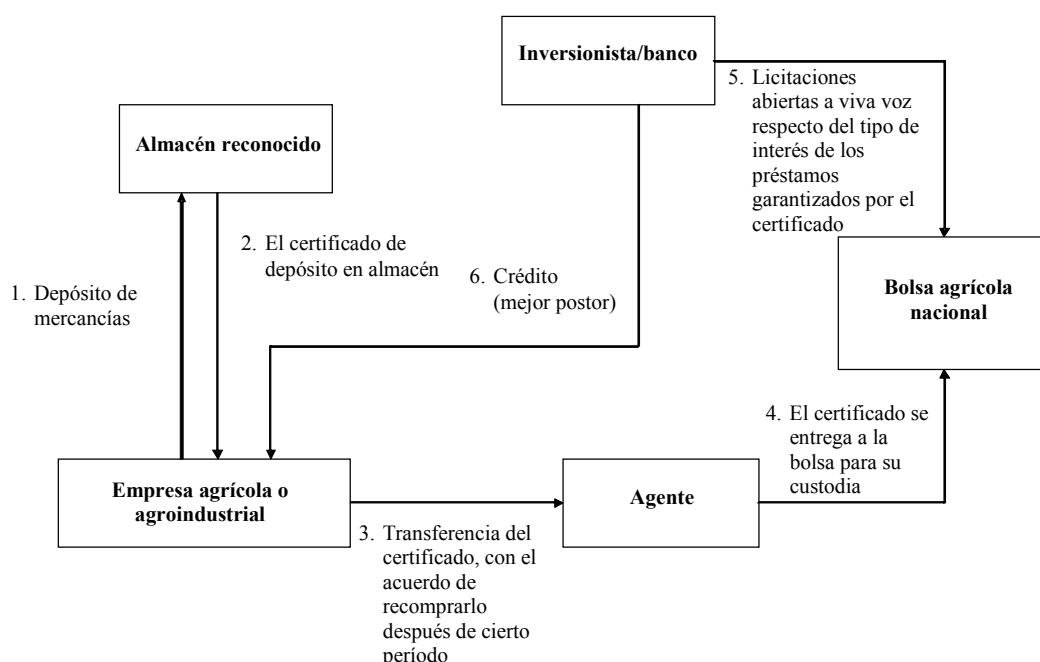 Inversionista/banco
Almacén reconocido
5. Licitaciones
abiertas a viva voz
respecto del tipo de
interés de los
préstamos
garantizados por el
certificado
2. El certificado de
depósito en almacén
6. Crédito
(mejor postor)
1. Depósito de
mercancías
Bolsa agrícola
nacional
4. El certificado se
entrega a la
bolsa para su
custodia
Empresa agrícola o
agroindustrial
Agente
3. Transferencia del
certificado, con el
acuerdo de
recomprarlo
después de cierto
período